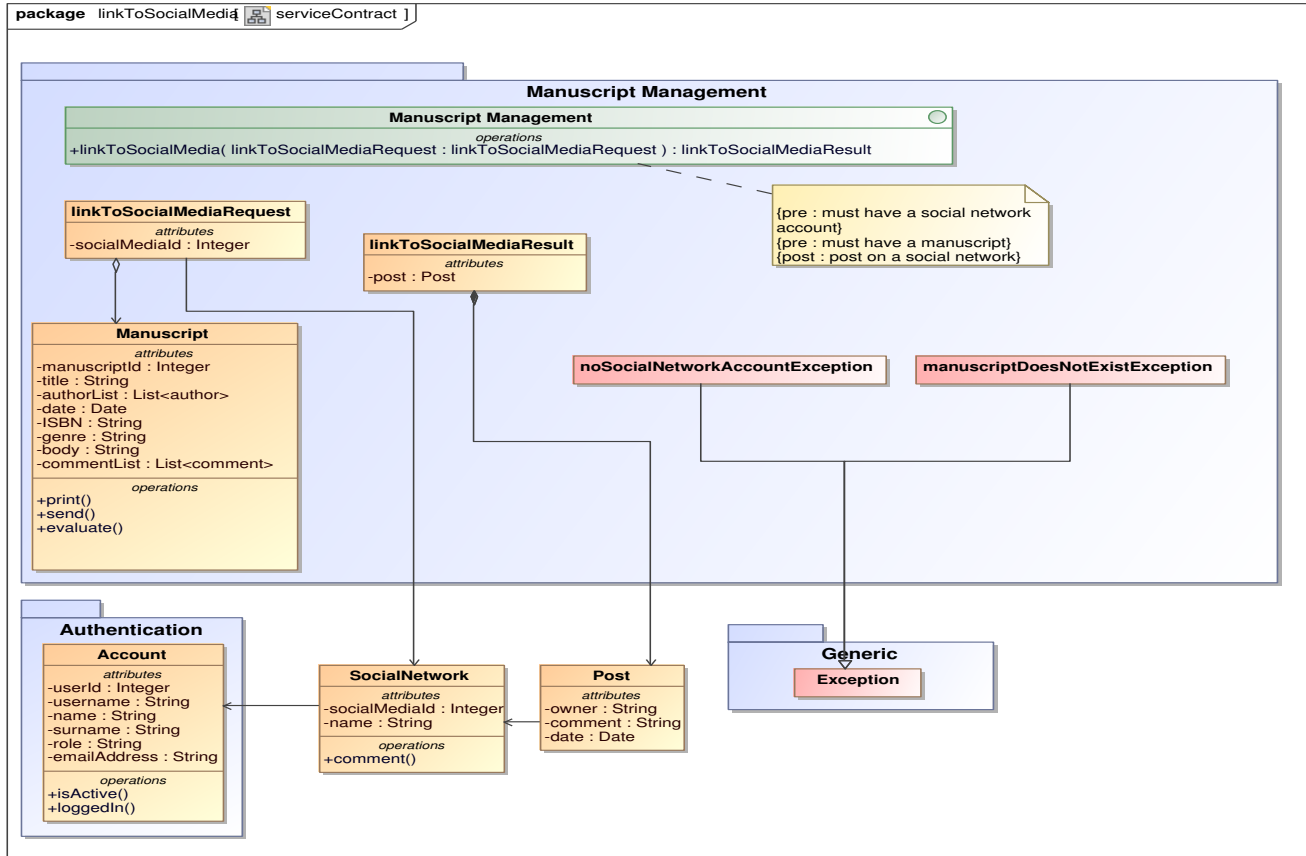 package linkToSocialMedia[ serviceContract ]
Manuscript Management
Manuscript Management
operations
+linkToSocialMedia( linkToSocialMediaRequest : linkToSocialMediaRequest ) : linkToSocialMediaResult
{pre : must have a social network
account}
{pre : must have a manuscript}
{post : post on a social network}
linkToSocialMediaRequest
attributes
-socialMediaId : Integer
linkToSocialMediaResult
attributes
-post : Post
Manuscript
attributes
-manuscriptId : Integer
-title : String
-authorList : List<author>
-date : Date
-ISBN : String
-genre : String
-body : String
-commentList : List<comment>
operations
+print()
+send()
+evaluate()
noSocialNetworkAccountException
manuscriptDoesNotExistException
Authentication
Account
attributes
-userId : Integer
-username : String
-name : String
-surname : String
-role : String
-emailAddress : String
operations
+isActive()
+loggedIn()
SocialNetwork
attributes
-socialMediaId : Integer
-name : String
operations
+comment()
Post
attributes
-owner : String
-comment : String
-date : Date
Generic
Exception